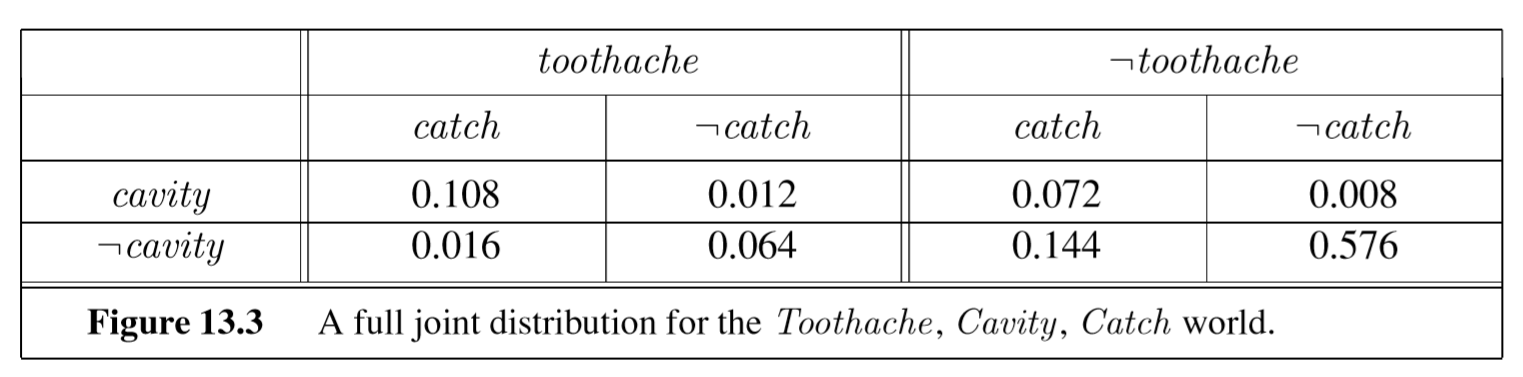 toothache ¬toothache
catch ¬catch catch ¬catch
cavity 0.108 0.012 0.072 0.008
¬cavity 0.016 0.064 0.144 0.576
Figure 13.3 A full joint distribution for the Toothache, Cavity, Catch world.